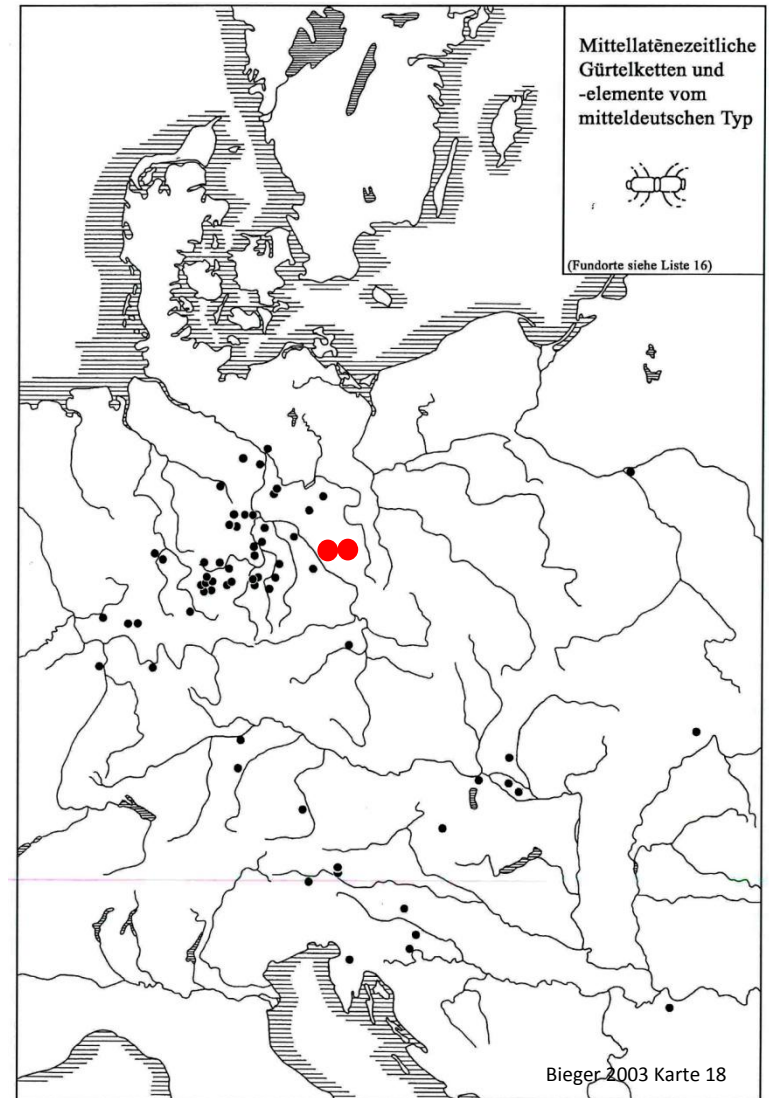 Mittellatènezeitliche
Gürtelketten und
-elemente vom
mitteldeutschen Typ
(Fundorte siehe Liste 16)
Bieger 2003 Karte 18